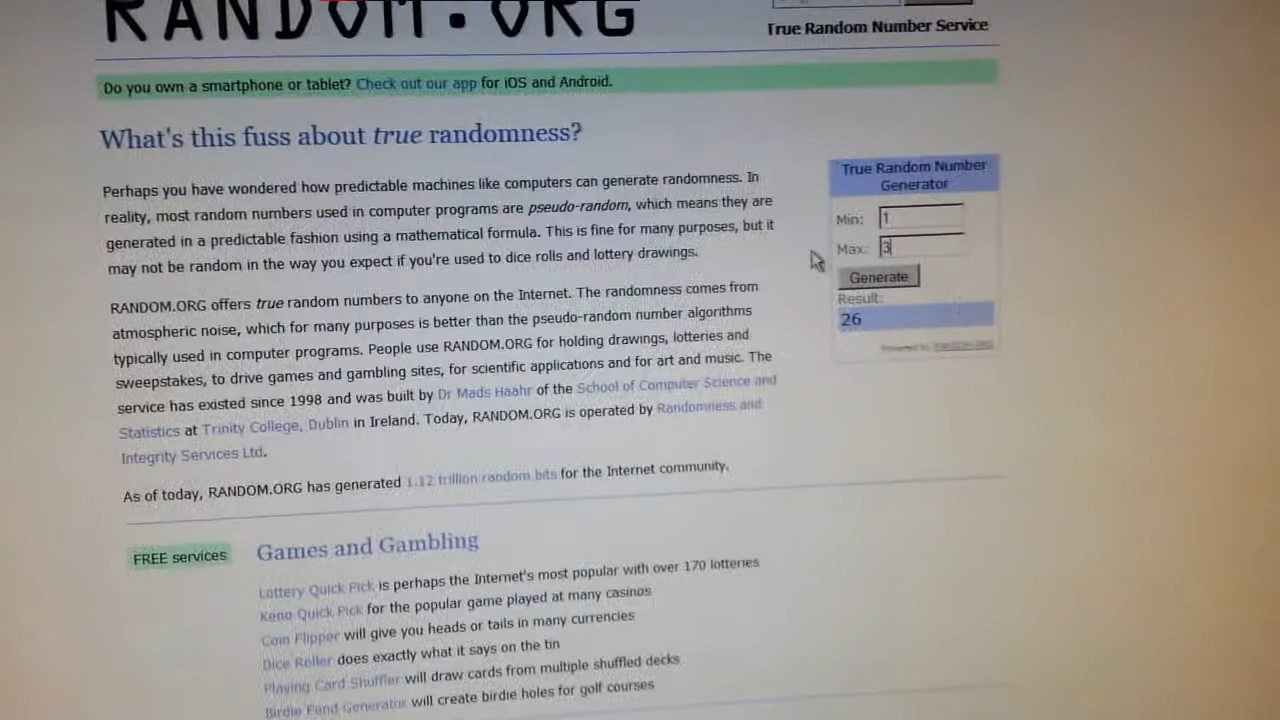 RANDOM.ORG
True Random Number Service
Do you own a smartphone or tablet? Check out our app for iOS and Android.
What's this fuss about true randomness?
Perhaps you have wondered how predictable machines like computers can generate randomness. In
reality, most random numbers used in computer programs are pseudo-random, which means they are
generated in a predictable fashion using a mathematical formula. This is fine for many purposes, but it
may not be random in the way you expect if you're used to dice rolls and lottery drawings.
RANDOM.ORG offers true random numbers to anyone on the Internet. The randomness comes from
atmospheric noise, which for many purposes is better than the pseudo-random number algorithms
typically used in computer programs. People use RANDOM.ORG for holding drawings, lotteries and
sweepstakes, to drive games and gambling sites, for scientific applications and for art and music. The
service has existed since 1998 and was built by Dr Mads Haahr of the School of Computer Science and
Statistics at Trinity College, Dublin in Ireland. Today, RANDOM.ORG is operated by Randomness and
Integrity Services Ltd.
As of today, RANDOM.ORG has generated 1.12 trillion random bits for the Internet community.
True Random Number
Generator
Min: 1
Max: 3
Generate
Result:
26
Powered by RANDOM.ORG
FREE services
Games and Gambling
Lottery Quick Pick is perhaps the Internet's most popular with over 170 lotteries
Keno Quick Pick for the popular game played at many casinos
Coin Flipper will give you heads or tails in many currencies
Dice Roller does exactly what it says on the tin
Playing Card Shuffler will draw cards from multiple shuffled decks
Birdie Fund Generator will create birdie holes for golf courses